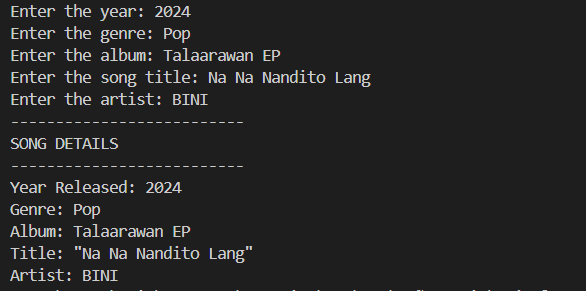 Enter the year: 2024
Enter the genre: Pop
Enter the album: Talaarawan EP
Enter the song title: Na Na Nandito Lang
Enter the artist: BINI
--------------------------
SONG DETAILS
--------------------------
Year Released: 2024
Genre: Pop
Album: Talaarawan EP
Title: "Na Na Nandito Lang"
Artist: BINI